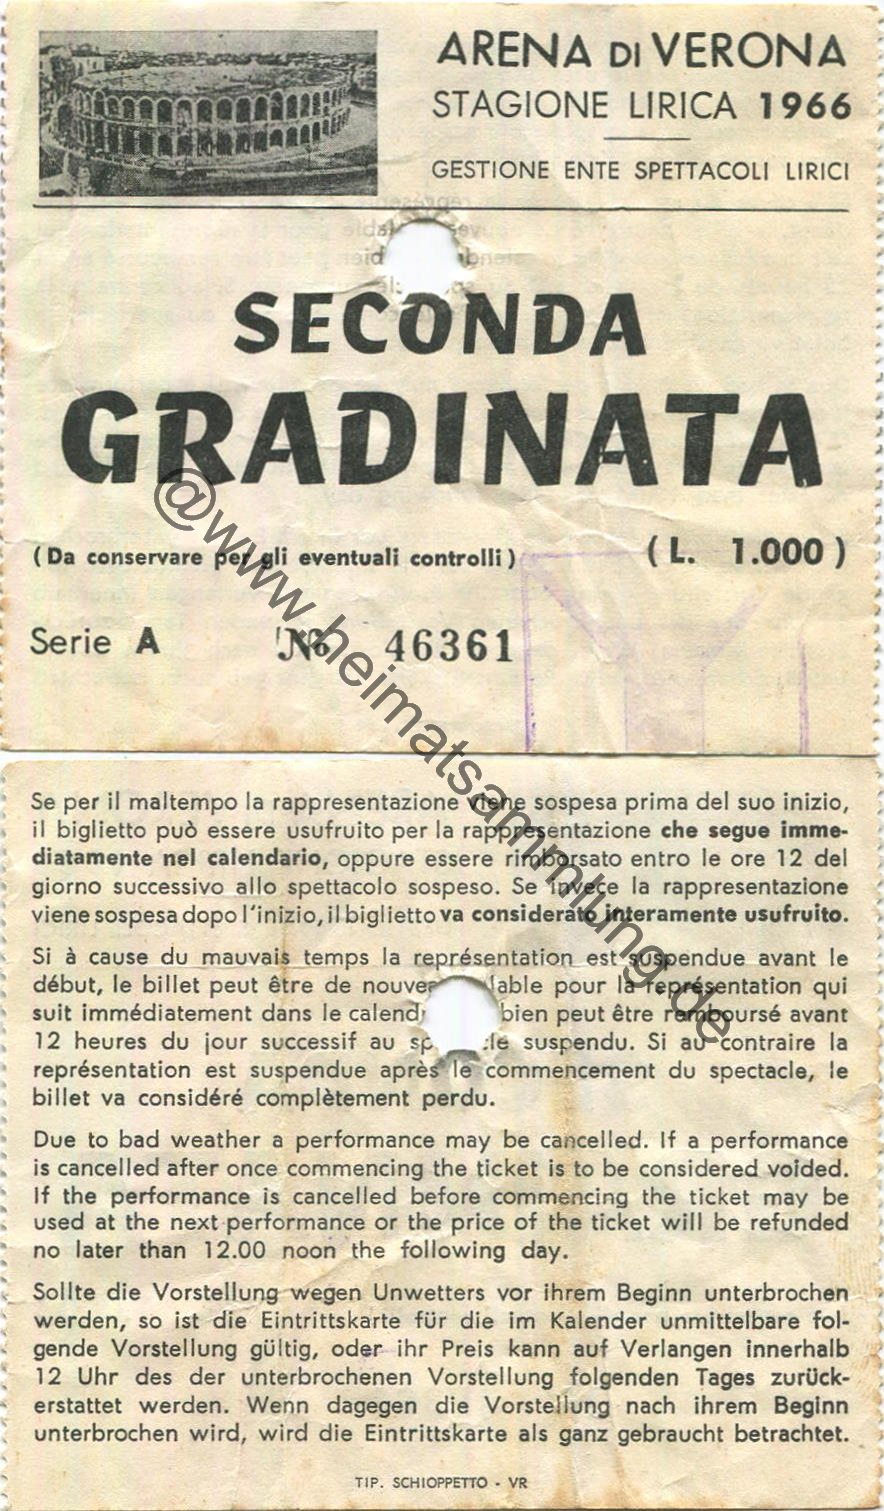 ARENA DI VERONA
STAGIONE LIRICA 1966
GESTIONE ENTE SPETTACOLI LIRICI
SECONDA
GRADINATA
(Da conservare per gli eventuali controlli)
(L. 1.000)
Serie A No 46361
@www.heimatsammlung.de
Se per il maltempo la rappresentazione viene sospesa prima del suo inizio,
il biglietto può essere usufruito per la rappresentazione che segue imme-
diatamente nel calendario, oppure essere rimborsato entro le ore 12 del
giorno successivo allo spettacolo sospeso. Se invece la rappresentazione
viene sospesa dopo l'inizio, il biglietto va considerato interamente usufruito.
Si à cause du mauvais temps la représentation est suspendue avant le
début, le billet peut être de nouve lable pour la représentation qui
suit immédiatement dans le calend bien peut être remboursé avant
12 heures du jour successif au sp cle suspendu. Si au contraire la
représentation est suspendue après le commencement du spectacle, le
billet va considéré complètement perdu.
Due to bad weather a performance may be cancelled. If a performance
is cancelled after once commencing the ticket is to be considered voided.
If the performance is cancelled before commencing the ticket may be
used at the next performance or the price of the ticket will be refunded
no later than 12.00 noon the following day.
Sollte die Vorstellung wegen Unwetters vor ihrem Beginn unterbrochen
werden, so ist die Eintrittskarte für die im Kalender unmittelbare fol-
gende Vorstellung gültig, oder ihr Preis kann auf Verlangen innerhalb
12 Uhr des der unterbrochenen Vorstellung folgenden Tages zurück-
erstattet werden. Wenn dagegen die Vorstellung nach ihrem Beginn
unterbrochen wird, wird die Eintrittskarte als ganz gebraucht betrachtet.
TIP. SCHIOPPETTO - VR